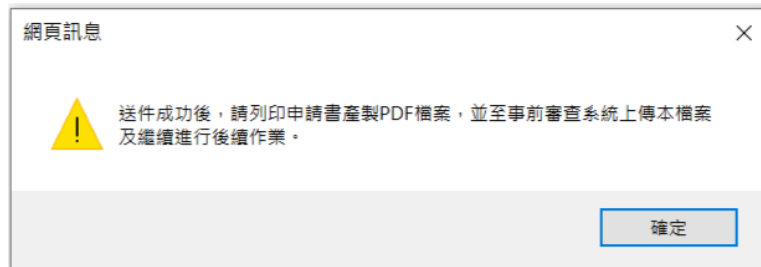 網頁訊息
送件成功後，請列印申請書產製PDF檔案，並至事前審查系統上傳本檔案
及繼續進行後續作業。
確定